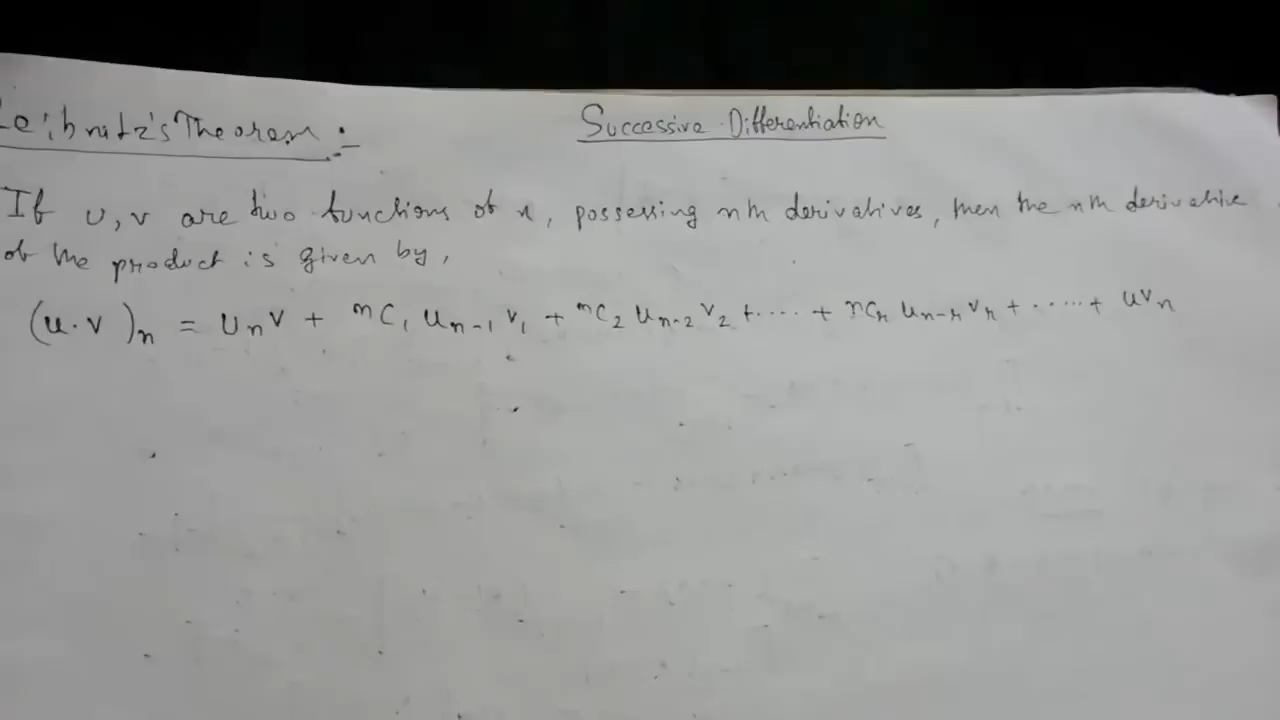 Leibnitz's Theorem :-
Successive Differentiation
If u, v are two functions of x, possessing nth derivatives, then the nth derivative
of the product is given by,
(u·v)ₙ = uₙv + ⁿC₁ uₙ₋₁ v₁ + ⁿC₂ uₙ₋₂ v₂ + .... + ⁿCᵣ uₙ₋ᵣ vᵣ + ..... + uvₙ